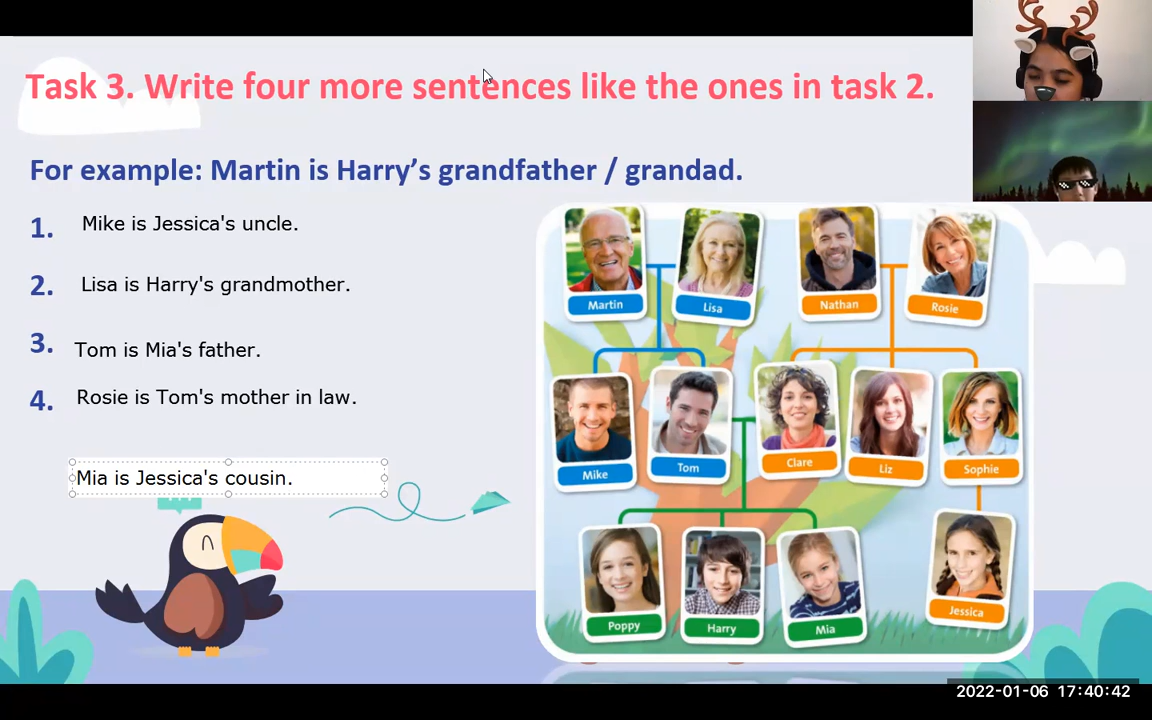 Task 3. Write four more sentences like the ones in task 2.
For example: Martin is Harry’s grandfather / grandad.
1. Mike is Jessica's uncle.
2. Lisa is Harry's grandmother.
3. Tom is Mia's father.
4. Rosie is Tom's mother in law.
Mia is Jessica's cousin.
Martin
Lisa
Nathan
Rosie
Mike
Tom
Clare
Liz
Sophie
Poppy
Harry
Mia
Jessica
2022-01-06 17:40:42